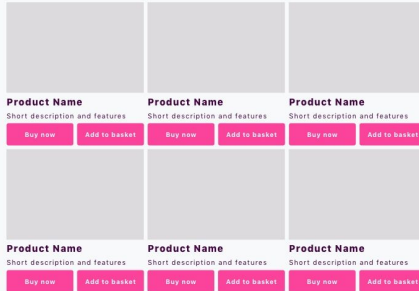 Product Name Product Name Product Name
Short description and features Short description and features Short description and features
Buy now Add to basket Buy now Add to basket Buy now Add to basket
Product Name Product Name Product Name
Short description and features Short description and features Short description and features
Buy now Add to basket Buy now Add to basket Buy now Add to basket